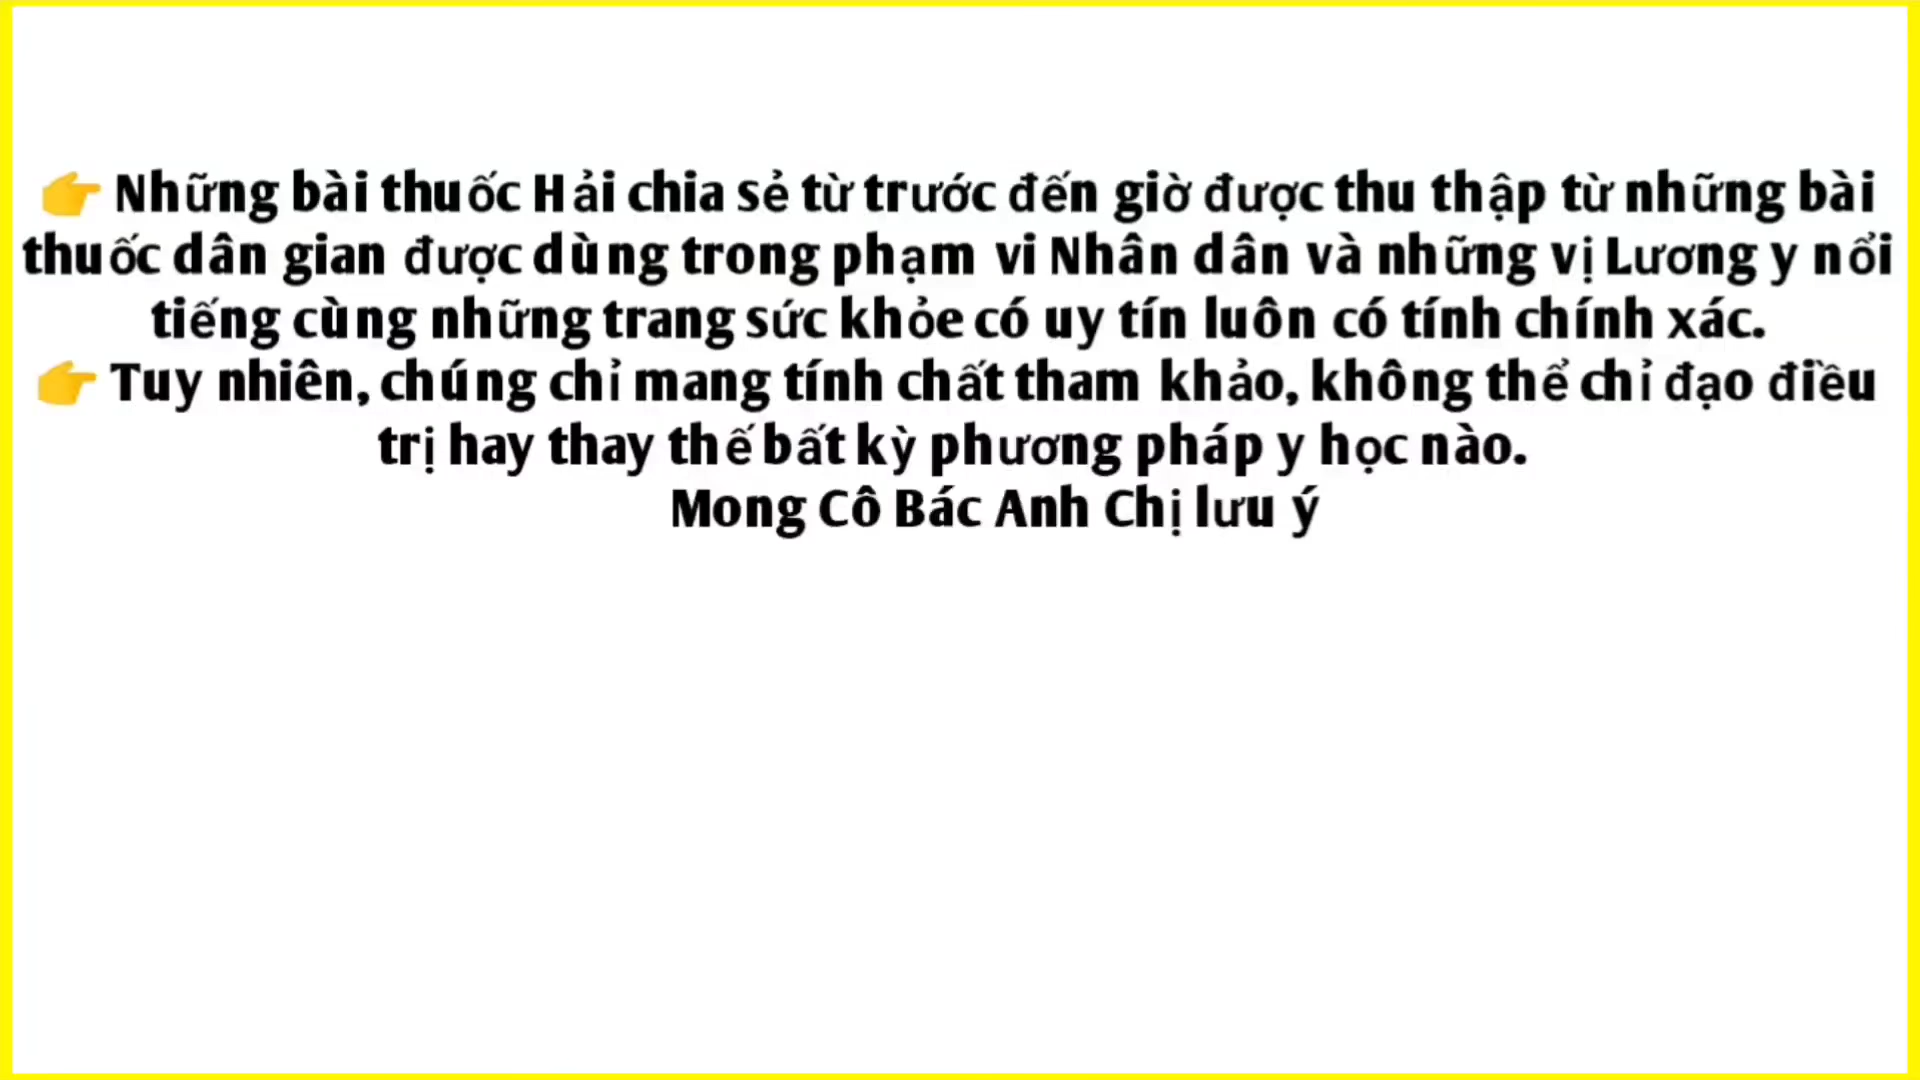 👉 Những bài thuốc Hải chia sẻ từ trước đến giờ được thu thập từ những bài
thuốc dân gian được dùng trong phạm vi Nhân dân và những vị Lương y nổi
tiếng cùng những trang sức khỏe có uy tín luôn có tính chính xác.
👉 Tuy nhiên, chúng chỉ mang tính chất tham khảo, không thể chỉ đạo điều
trị hay thay thế bất kỳ phương pháp y học nào.
Mong Cô Bác Anh Chị lưu ý